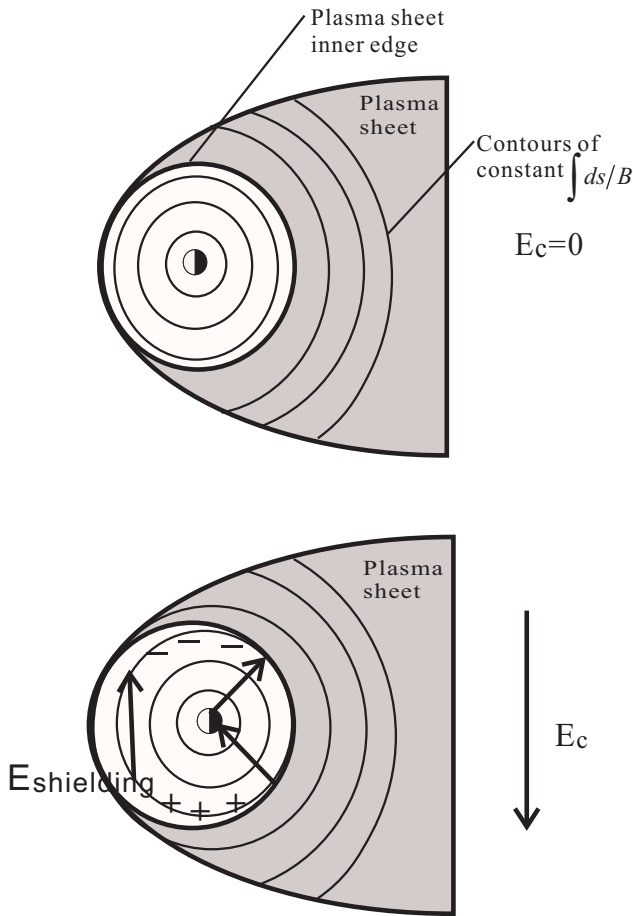 Plasma sheet
inner edge
Plasma
sheet
Contours of
constant ∫ds/B
Ec=0
Plasma
sheet
Ec
Eshielding
− − −
+ + +